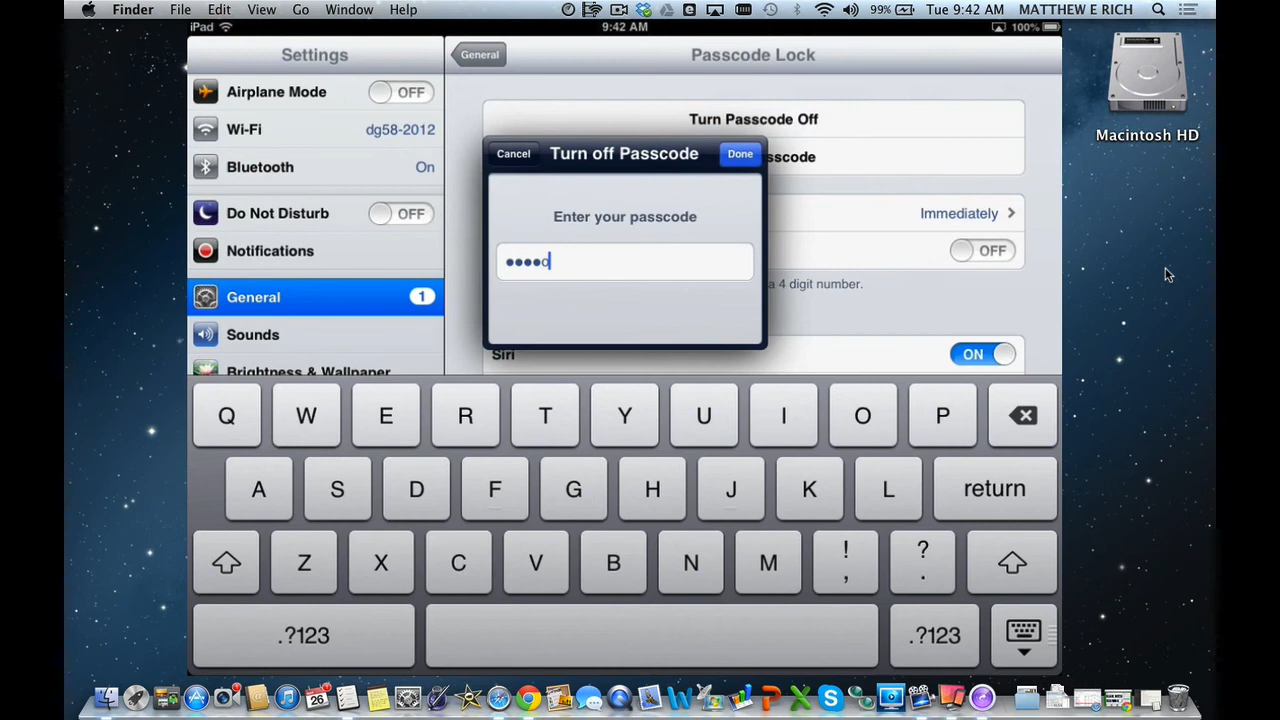 Finder File Edit View Go Window Help 99% Tue 9:42 AM MATTHEW E RICH
iPad 9:42 AM 100%
Settings
General
Passcode Lock
Airplane Mode OFF
Wi-Fi dg58-2012
Bluetooth On
Do Not Disturb OFF
Notifications
General 1
Sounds
Brightness & Wallpaper
Turn Passcode Off
Cancel Turn off Passcode Done
Enter your passcode
••••o
Immediately
OFF
a 4 digit number.
Siri ON
Q W E R T Y U I O P
A S D F G H J K L return
Z X C V B N M ! , ? .
.?123 .?123
Macintosh HD
26